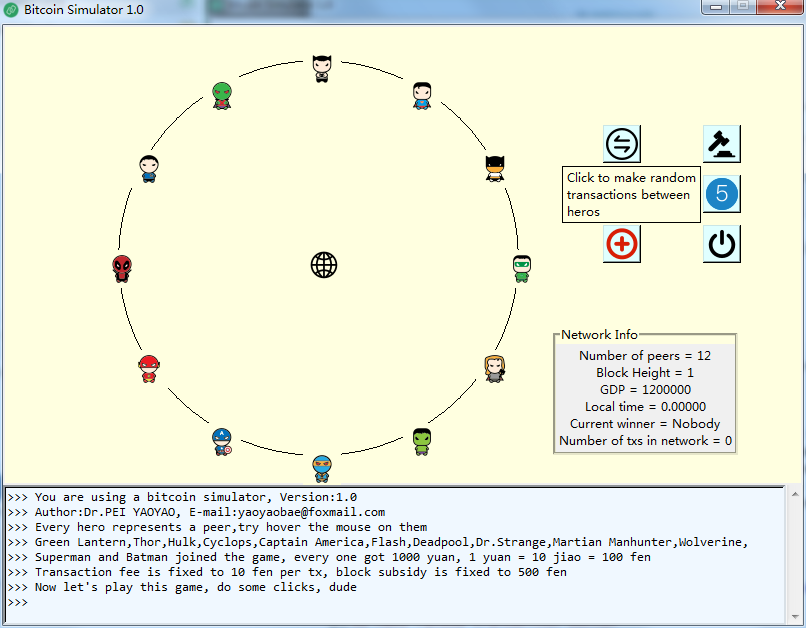 Bitcoin Simulator 1.0
Click to make random
transactions between
heros
5
Network Info
Number of peers = 12
Block Height = 1
GDP = 1200000
Local time = 0.00000
Current winner = Nobody
Number of txs in network = 0
>>> You are using a bitcoin simulator, Version:1.0
>>> Author:Dr.PEI YAOYAO, E-mail:yaoyaobae@foxmail.com
>>> Every hero represents a peer,try hover the mouse on them
>>> Green Lantern,Thor,Hulk,Cyclops,Captain America,Flash,Deadpool,Dr.Strange,Martian Manhunter,Wolverine,
>>> Superman and Batman joined the game, every one got 1000 yuan, 1 yuan = 10 jiao = 100 fen
>>> Transaction fee is fixed to 10 fen per tx, block subsidy is fixed to 500 fen
>>> Now let's play this game, do some clicks, dude
>>>